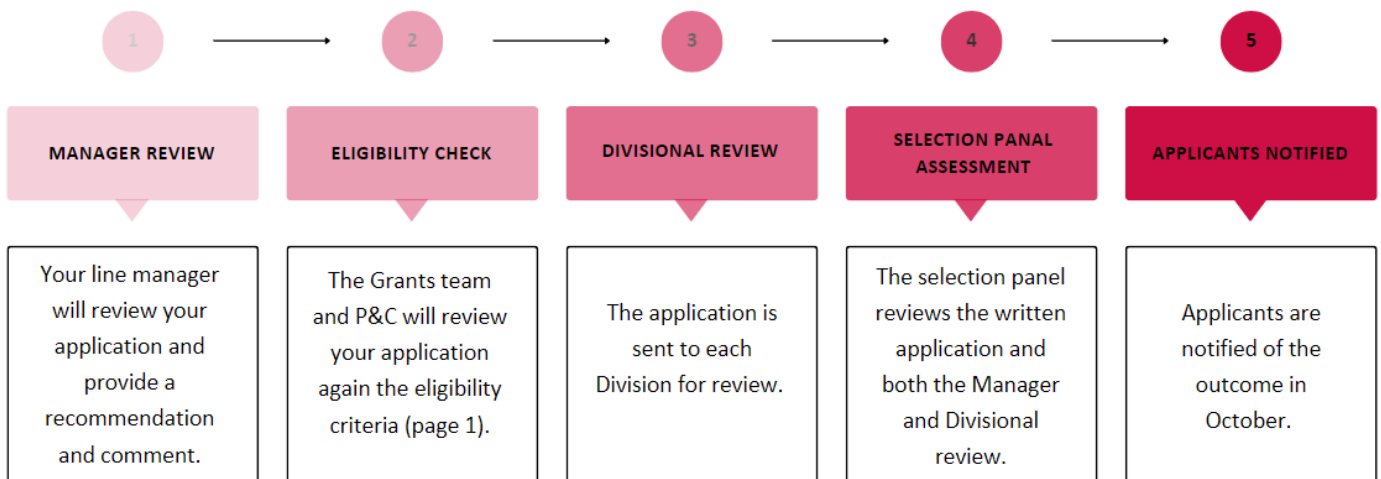 1
2
3
4
5
MANAGER REVIEW
ELIGIBILITY CHECK
DIVISIONAL REVIEW
SELECTION PANAL
ASSESSMENT
APPLICANTS NOTIFIED
Your line manager
will review your
application and
provide a
recommendation
and comment.
The Grants team
and P&C will review
your application
again the eligibility
criteria (page 1).
The application is
sent to each
Division for review.
The selection panel
reviews the written
application and
both the Manager
and Divisional
review.
Applicants are
notified of the
outcome in
October.